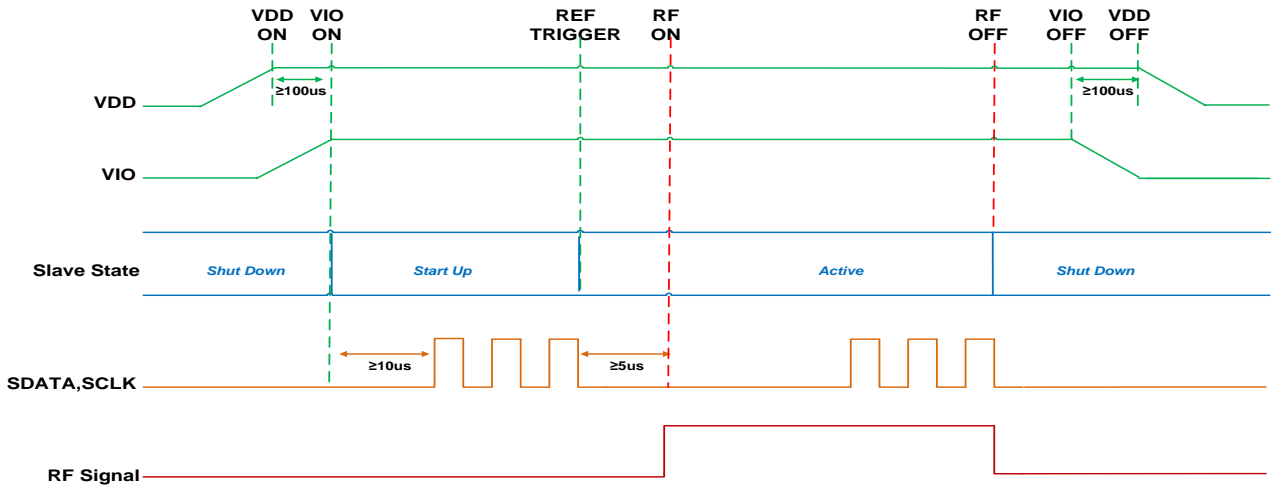 VDD ON
VIO ON
REF TRIGGER
RF ON
RF OFF
VIO OFF
VDD OFF
≥100us
≥100us
VDD
VIO
Slave State
Shut Down
Start Up
Active
Shut Down
≥10us
≥5us
SDATA,SCLK
RF Signal